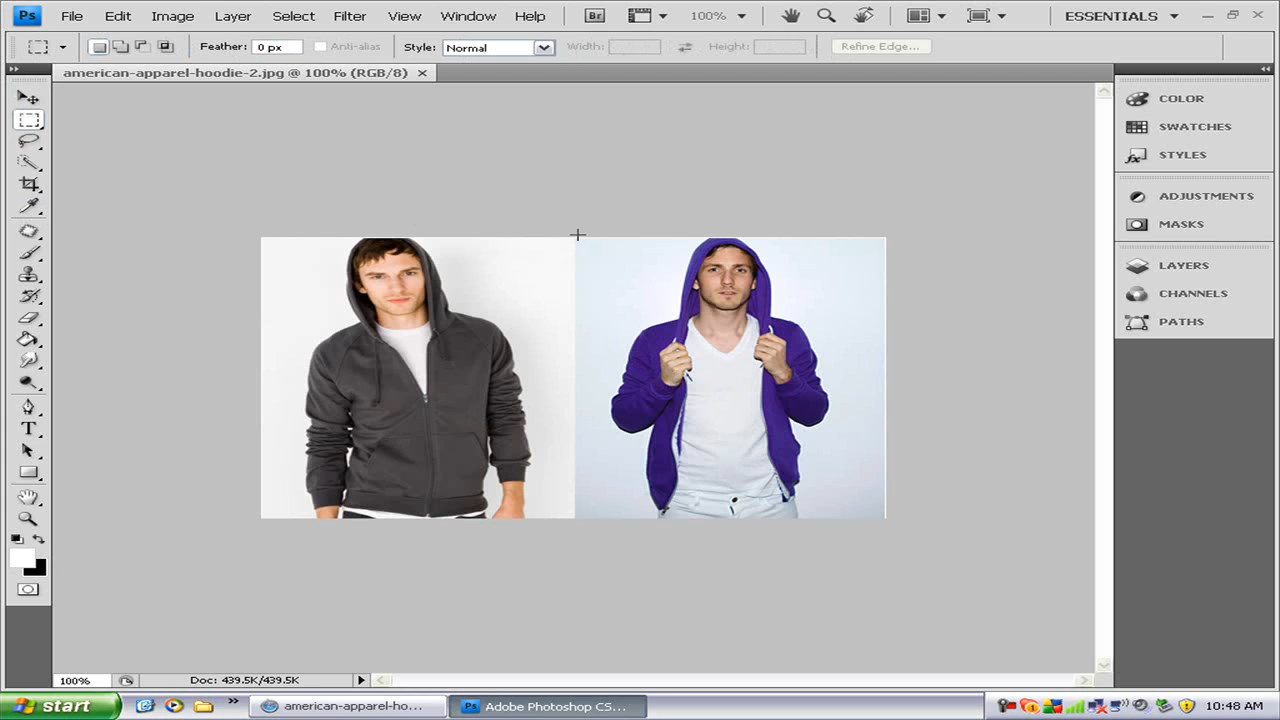 Ps File Edit Image Layer Select Filter View Window Help Br 100% ESSENTIALS
Feather: 0 px Anti-alias Style: Normal Width: Height: Refine Edge...
american-apparel-hoodie-2.jpg @ 100% (RGB/8)
COLOR
SWATCHES
STYLES
ADJUSTMENTS
MASKS
LAYERS
CHANNELS
PATHS
100% Doc: 439.5K/439.5K
start american-apparel-ho... Ps Adobe Photoshop CS... 10:48 AM